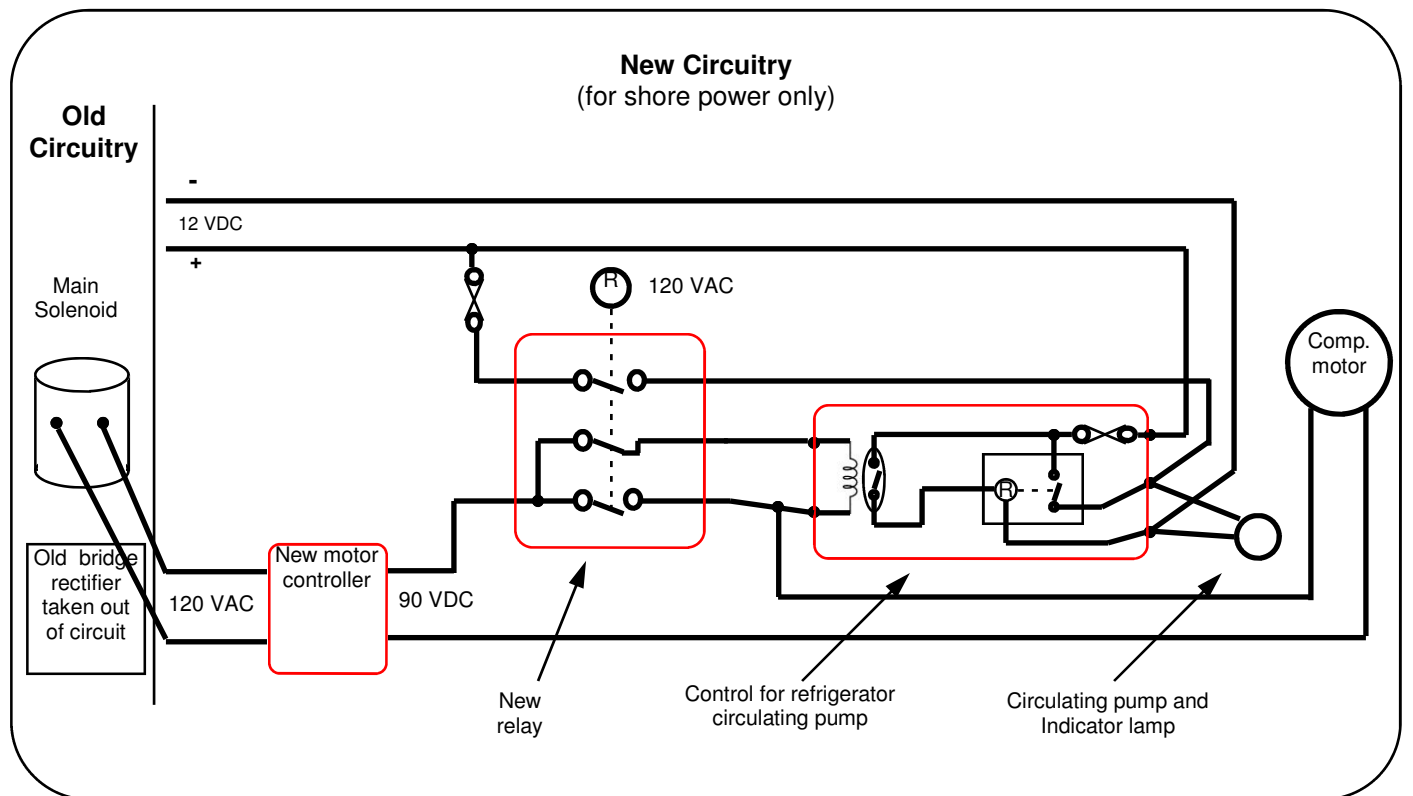 New Circuitry
(for shore power only)
Old
Circuitry
-
12 VDC
+
Main
Solenoid
R
120 VAC
Comp.
motor
R
Old bridge
rectifier
taken out
of circuit
120 VAC
New motor
controller
90 VDC
New
relay
Control for refrigerator
circulating pump
Circulating pump and
Indicator lamp